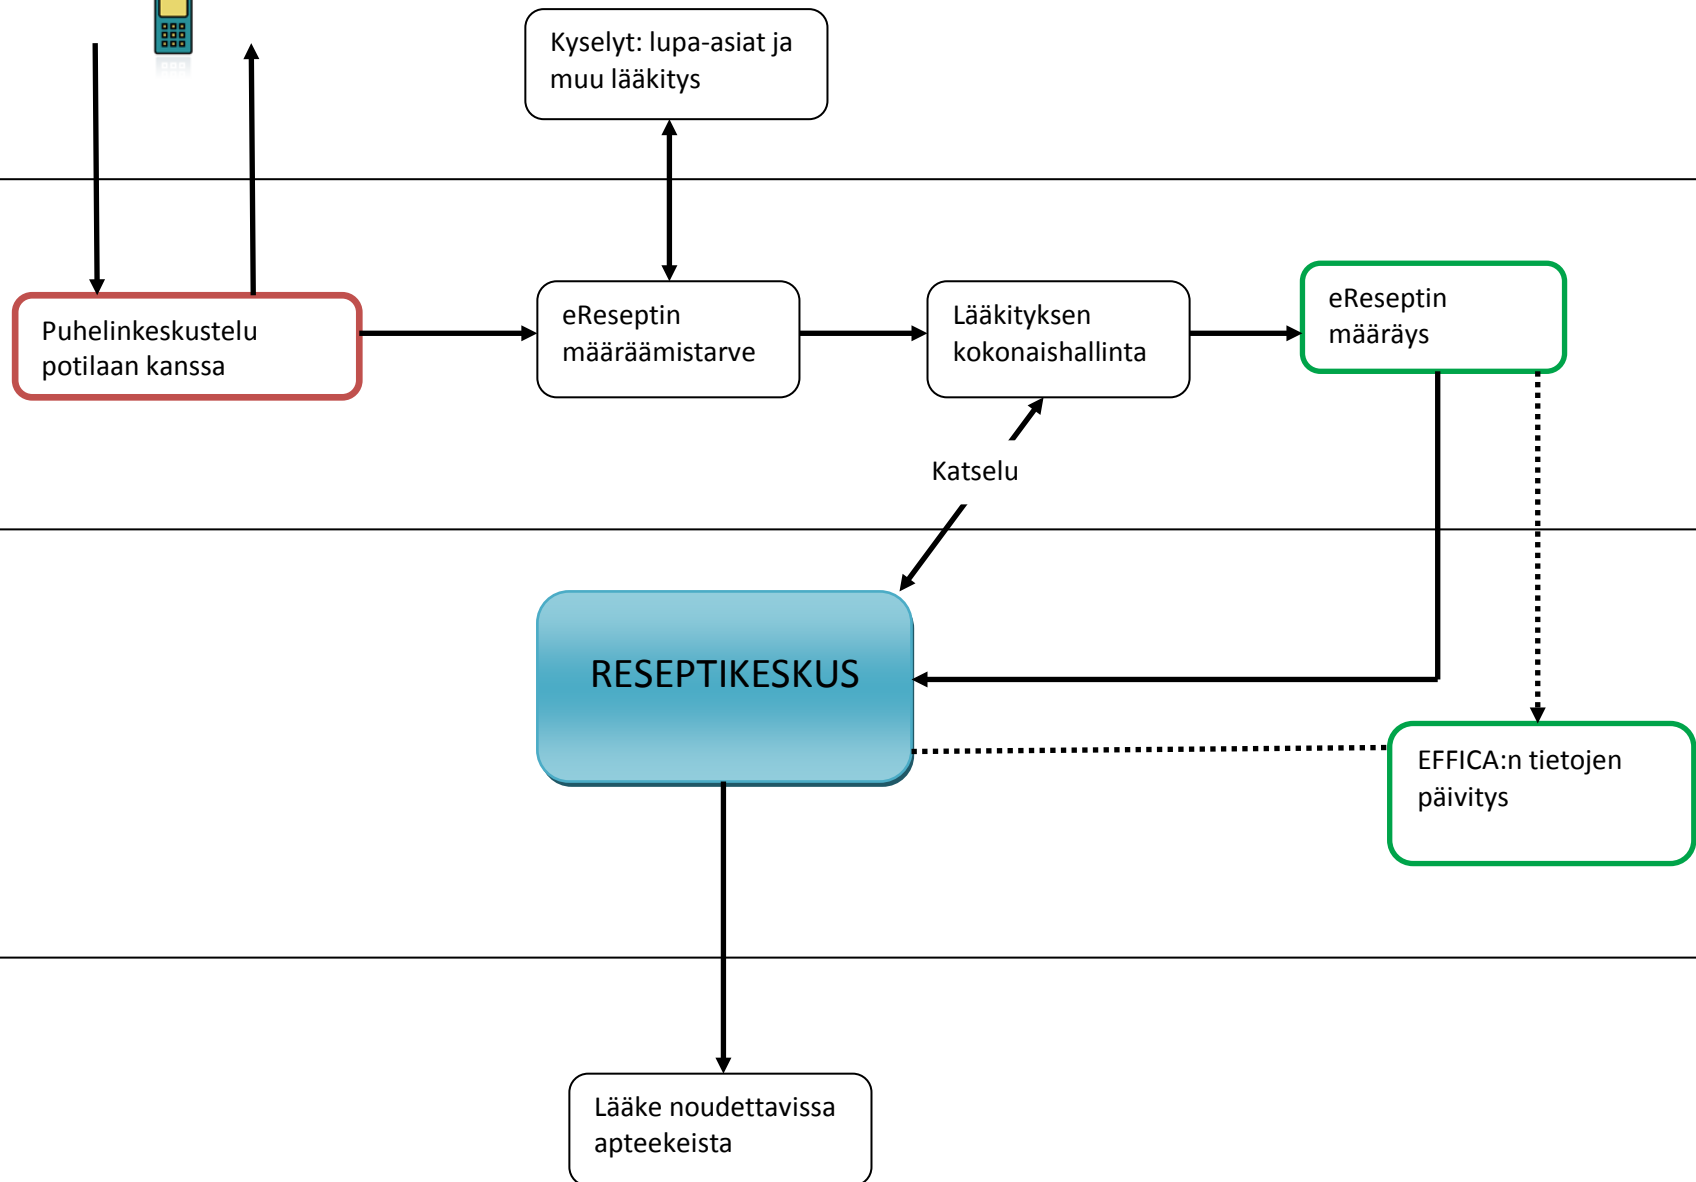 Kyselyt: lupa-asiat ja
muu lääkitys
Puhelinkeskustelu
potilaan kanssa
eReseptin
määräämistarve
Lääkityksen
kokonaishallinta
eReseptin
määräys
Katselu
RESEPTIKESKUS
EFFICA:n tietojen
päivitys
Lääke noudettavissa
apteekeista